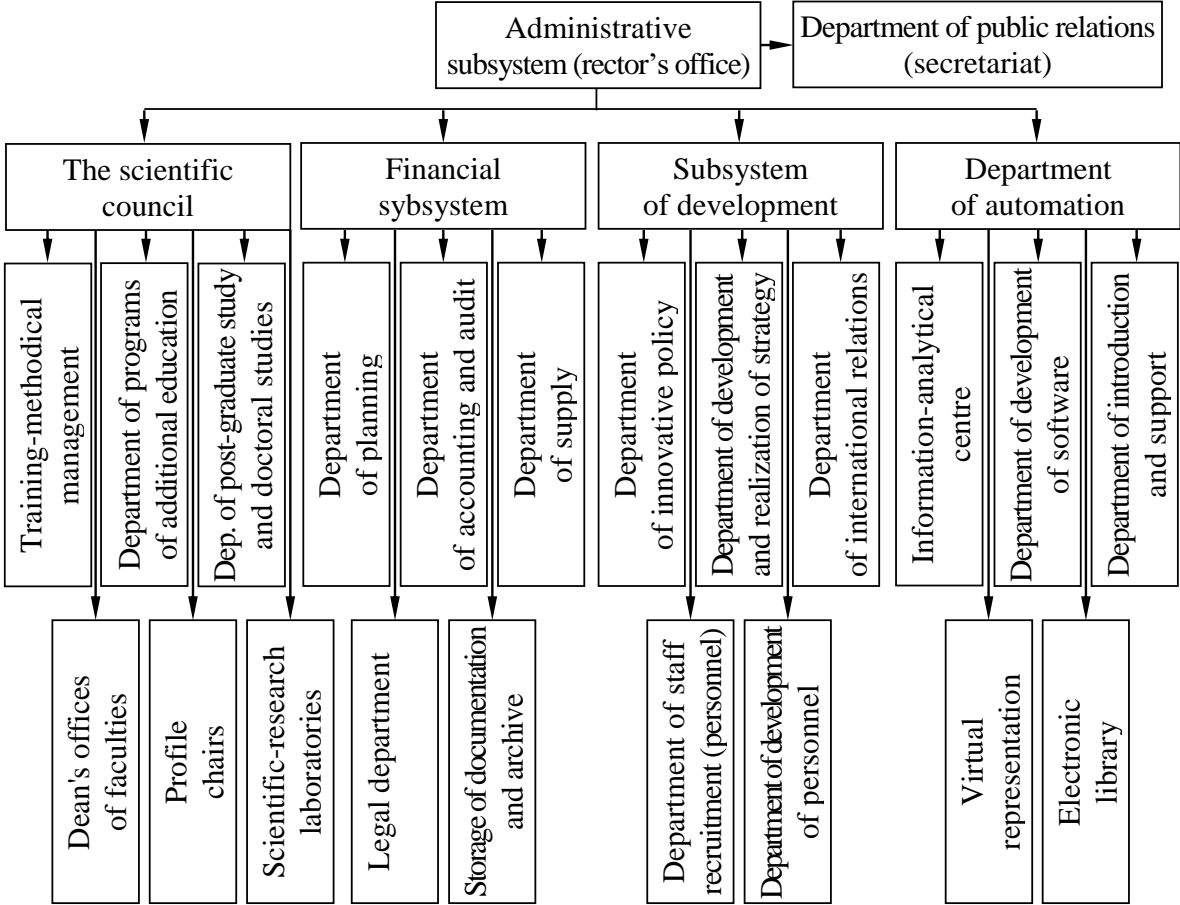 Administrative
subsystem (rector’s office)
Department of public relations
(secretariat)
The scientific
council
Financial
sybsystem
Subsystem
of development
Department
of automation
Training-methodical
management
Department of programs
of additional education
Dep. of post-graduate study
and doctoral studies
Department
of planning
Department
of accounting and audit
Department
of supply
Department
of innovative policy
Department of development
and realization of strategy
Department
of international relations
Information-analytical
centre
Department of development
of software
Department of introduction
and support
Dean's offices
of faculties
Profile
chairs
Scientific-research
laboratories
Legal department
Storage of documentation
and archive
Department of staff
recruitment (personnel)
Department of development
of personnel
Virtual
representation
Electronic
library